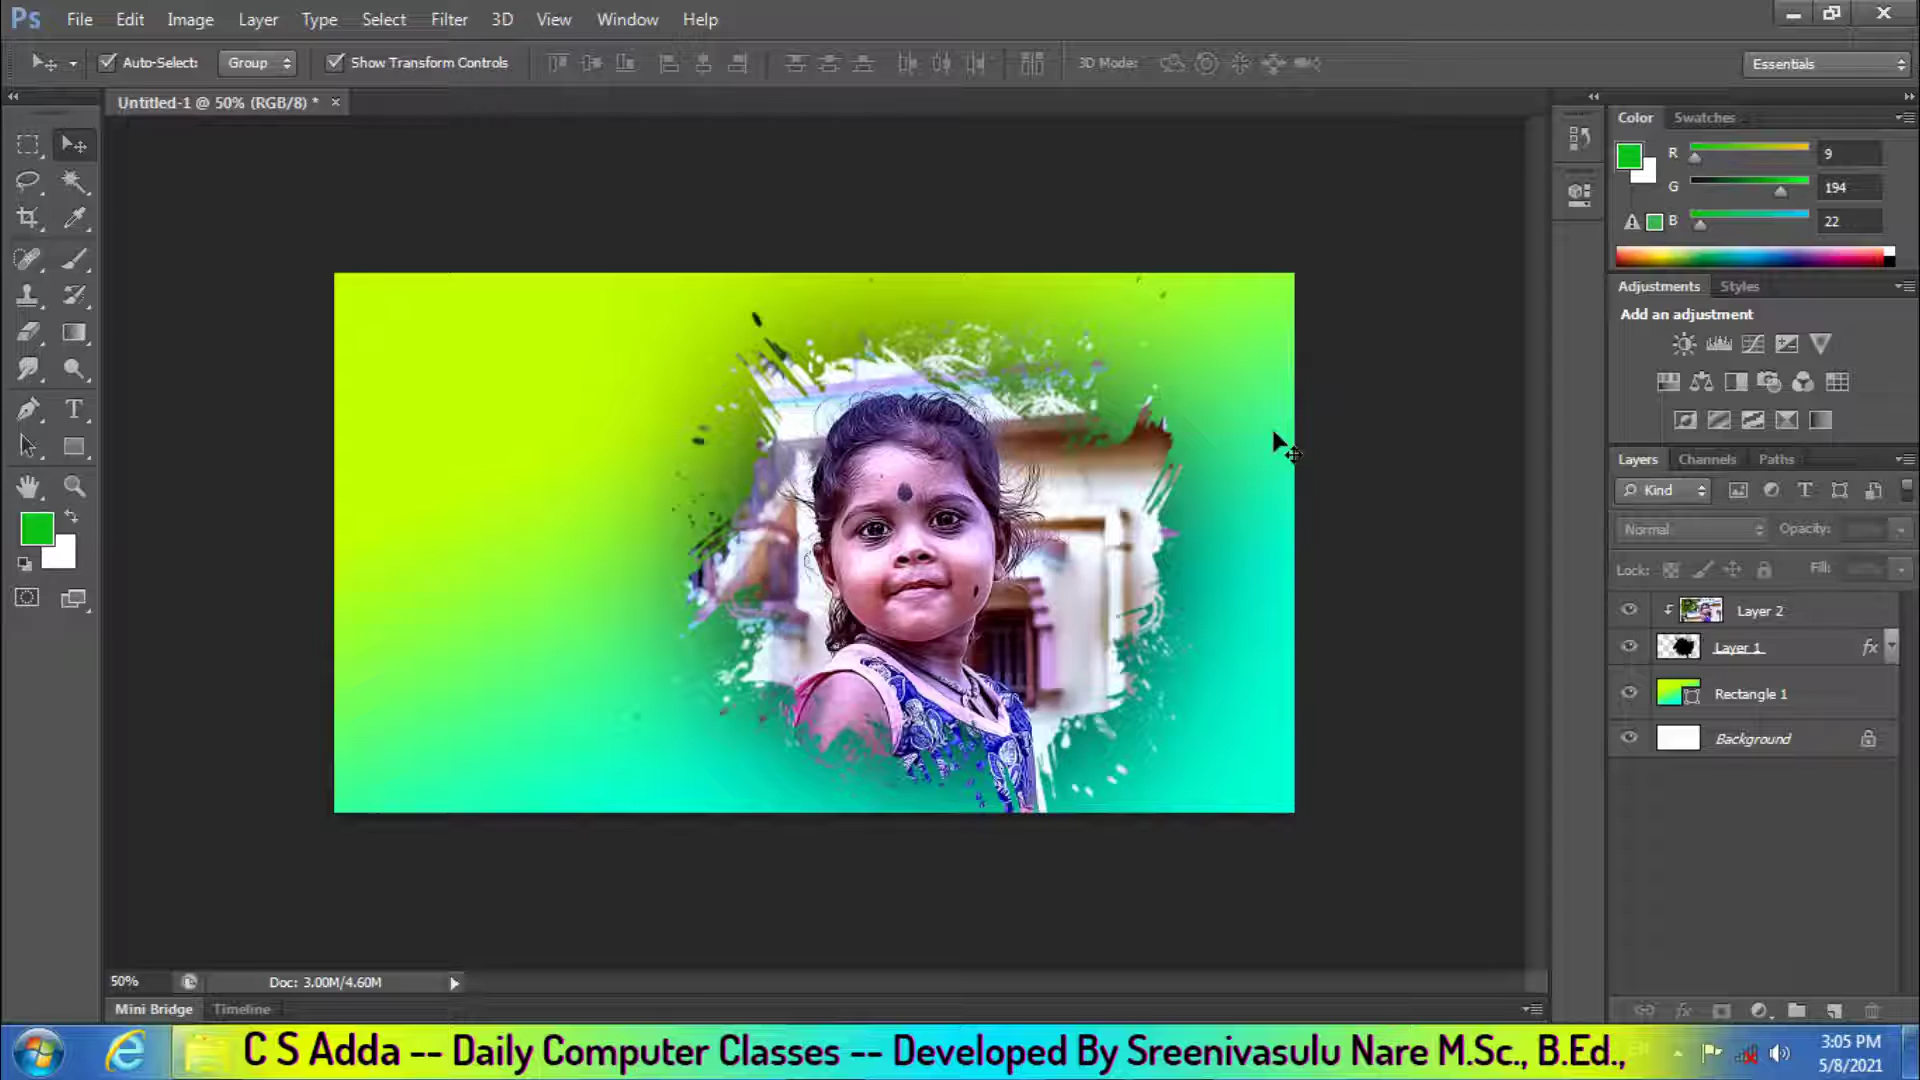 Ps File Edit Image Layer Type Select Filter 3D View Window Help
Auto-Select: Group Show Transform Controls 3D Mode: Essentials
Untitled-1 @ 50% (RGB/8) * ×
Color Swatches
R 9
G 194
B 22
Adjustments Styles
Add an adjustment
Layers Channels Paths
Kind
Normal Opacity:
Lock: Fill:
Layer 2
Layer 1 fx
Rectangle 1
Background
50% Doc: 3.00M/4.60M
Mini Bridge Timeline
C S Adda -- Daily Computer Classes -- Developed By Sreenivasulu Nare M.Sc., B.Ed.,
3:05 PM
5/8/2021